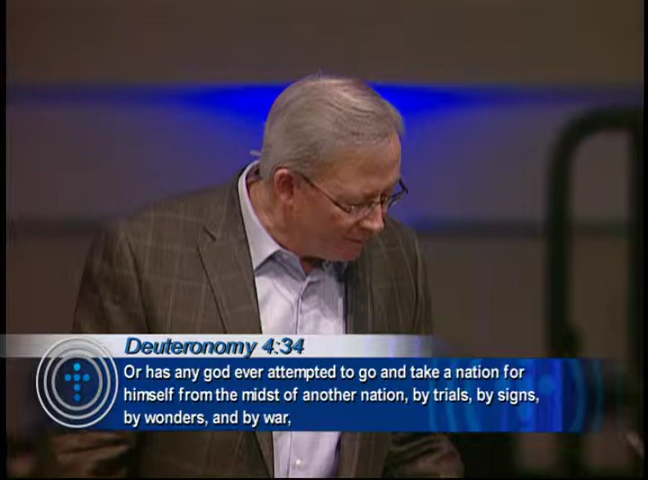 Deuteronomy 4:34
Or has any god ever attempted to go and take a nation for
himself from the midst of another nation, by trials, by signs,
by wonders, and by war,